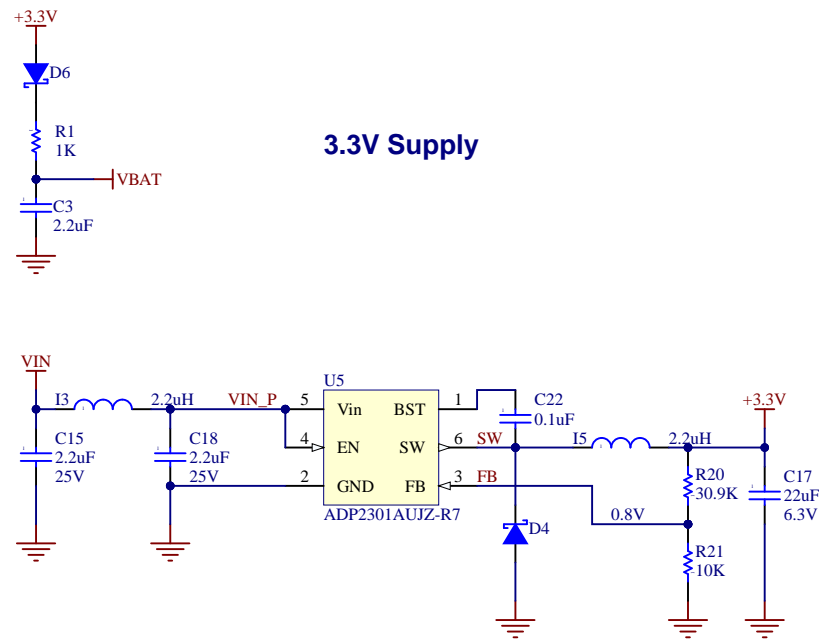 +3.3V
D6
R1
1K
VBAT
C3
2.2uF
3.3V Supply
VIN
I3
2.2uH
VIN_P
C15
2.2uF
25V
C18
2.2uF
25V
U5
5
Vin
BST
1
4
EN
SW
6
2
GND
FB
3
ADP2301AUJZ-R7
C22
0.1uF
SW
I5
2.2uH
+3.3V
FB
0.8V
D4
R20
30.9K
R21
10K
C17
22uF
6.3V